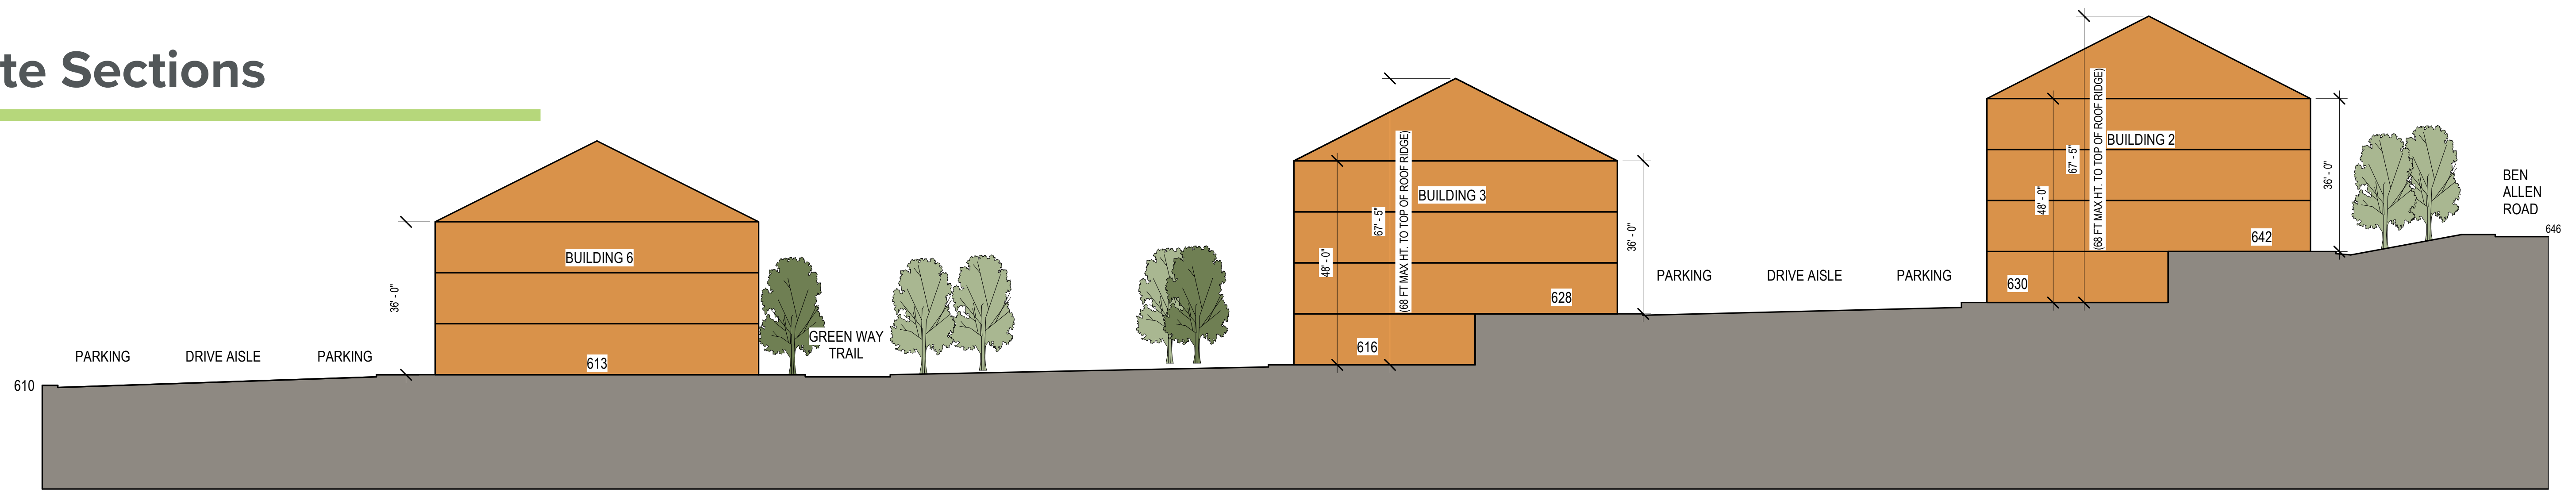 te Sections
PARKING
DRIVE AISLE
PARKING
610
36' - 0"
BUILDING 6
613
GREEN WAY
TRAIL
BUILDING 3
48' - 0"
67' - 5"
(68 FT MAX HT. TO TOP OF ROOF RIDGE)
616
628
36' - 0"
PARKING
DRIVE AISLE
PARKING
BUILDING 2
48' - 0"
67' - 5"
(68 FT MAX HT. TO TOP OF ROOF RIDGE)
630
642
36' - 0"
BEN
ALLEN
ROAD
646